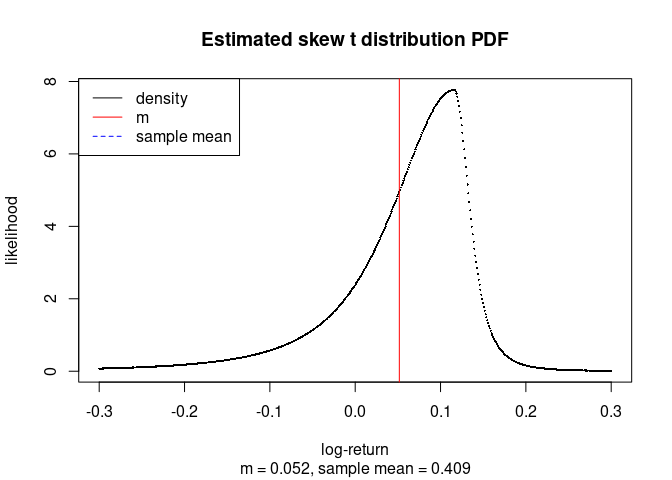 Estimated skew t distribution PDF
density
m
sample mean
likelihood
8
6
4
2
0
-0.3 -0.2 -0.1 0.0 0.1 0.2 0.3
log-return
m = 0.052, sample mean = 0.409